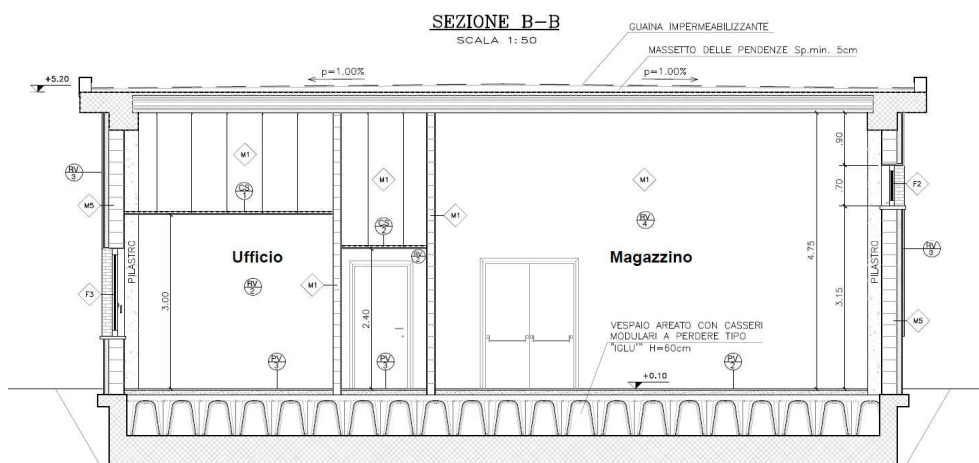 SEZIONE B-B
SCALA 1:50
GUAINA IMPERMEABILIZZANTE
MASSETTO DELLE PENDENZE Sp.min. 5cm
p=1.00%
p=1.00%
+5.20
.90
M1
M1
M1
RV
3
F2
.70
CS
1
M5
M1
RV
4
CS
2
PILASTRO
Ufficio
RV
2
Magazzino
4.75
PILASTRO
RV
3
RV
2
M1
F3
3.00
2.40
3.15
M5
VESPAIO AREATO CON CASSERI
MODULARI A PERDERE TIPO
"IGLU'" H=60cm
PV
3
PV
3
PV
2
+0.10